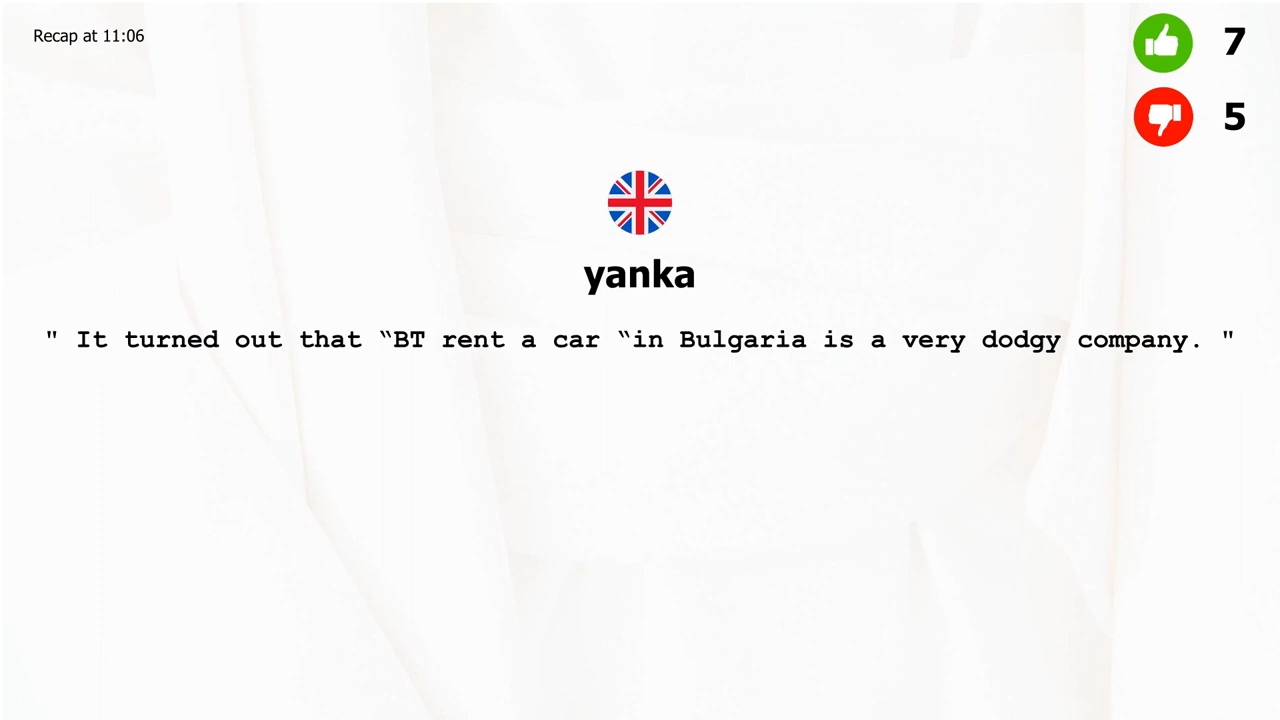 Recap at 11:06
7
5
yanka
" It turned out that “BT rent a car “in Bulgaria is a very dodgy company. "